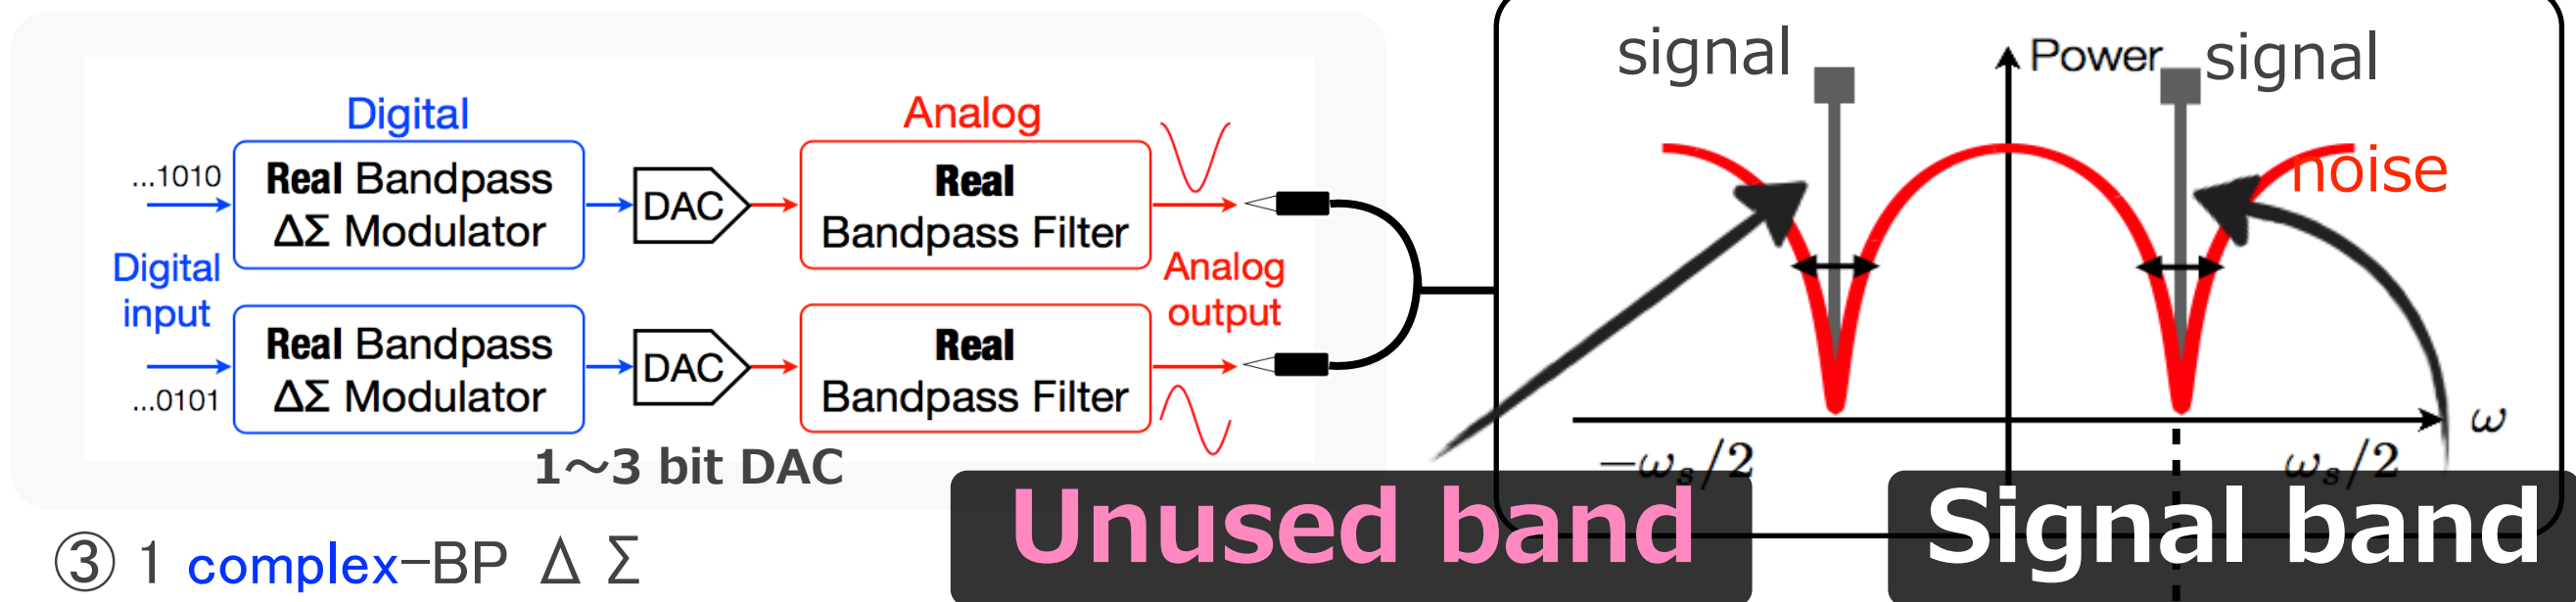 Digital
Analog
...1010
Real Bandpass
ΔΣ Modulator
DAC
Real
Bandpass Filter
Digital
input
Analog
output
Real Bandpass
ΔΣ Modulator
DAC
Real
Bandpass Filter
...0101
1～3 bit DAC
signal
Power
signal
noise
ω
−ωs/2
ωs/2
Unused band
Signal band
③ 1 complex-BP Δ Σ